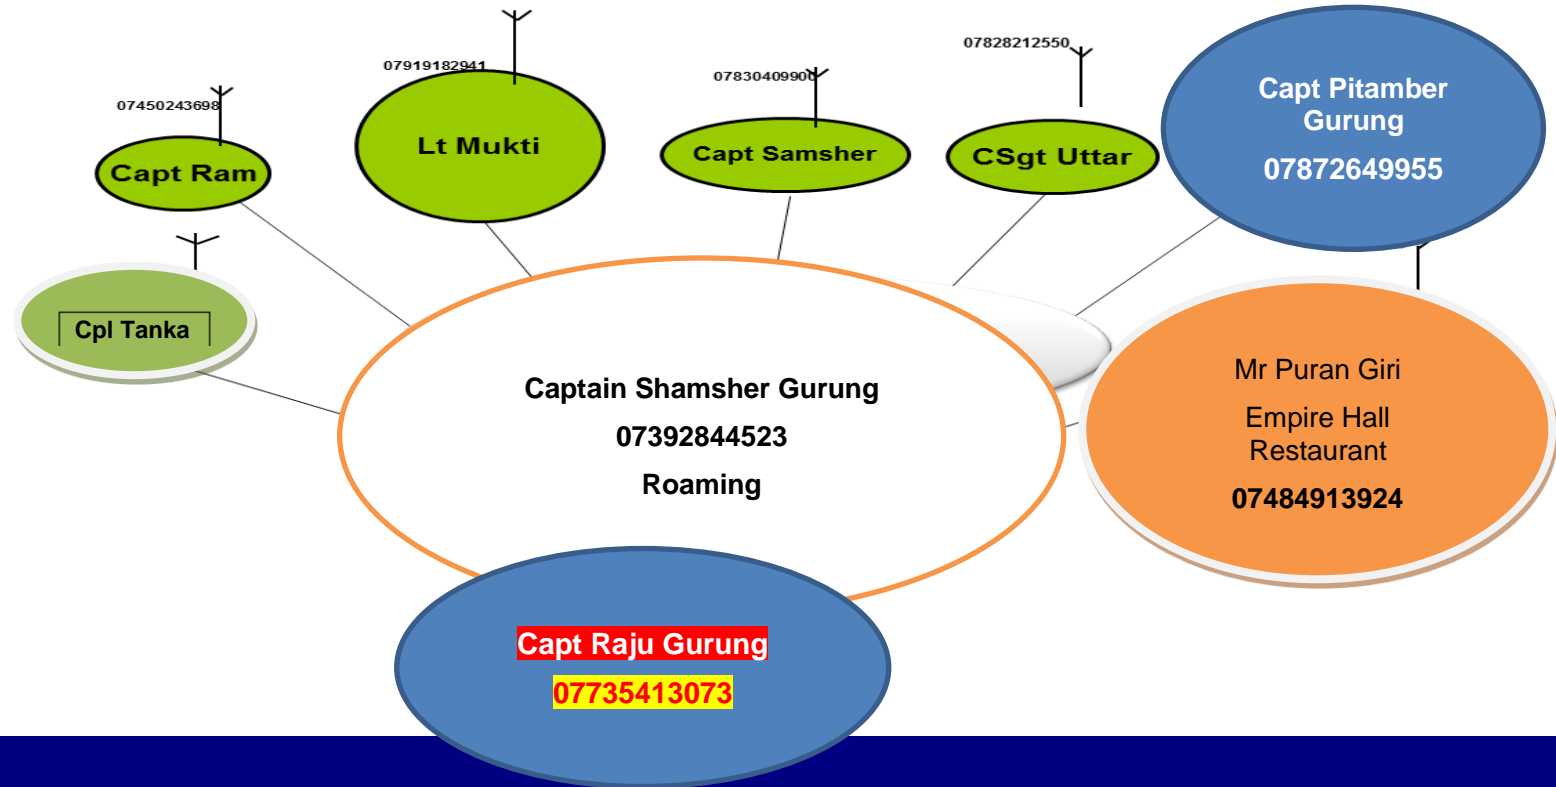 07828212550
07919182941
07830409900
07450243698
Capt Pitamber
Gurung
07872649955
Lt Mukti
Capt Samsher
CSgt Uttar
Capt Ram
Cpl Tanka
Captain Shamsher Gurung
07392844523
Roaming
Mr Puran Giri
Empire Hall
Restaurant
07484913924
Capt Raju Gurung
07735413073